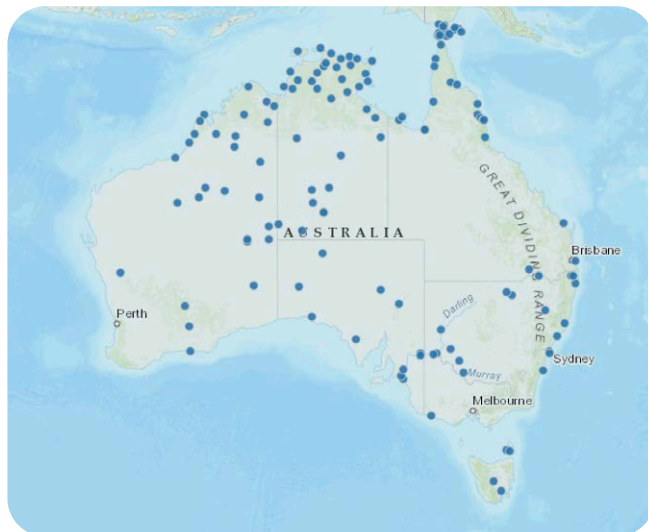 GREAT DIVIDING RANGE
AUSTRALIA
Brisbane
Perth
Darling
Sydney
Murray
Melbourne